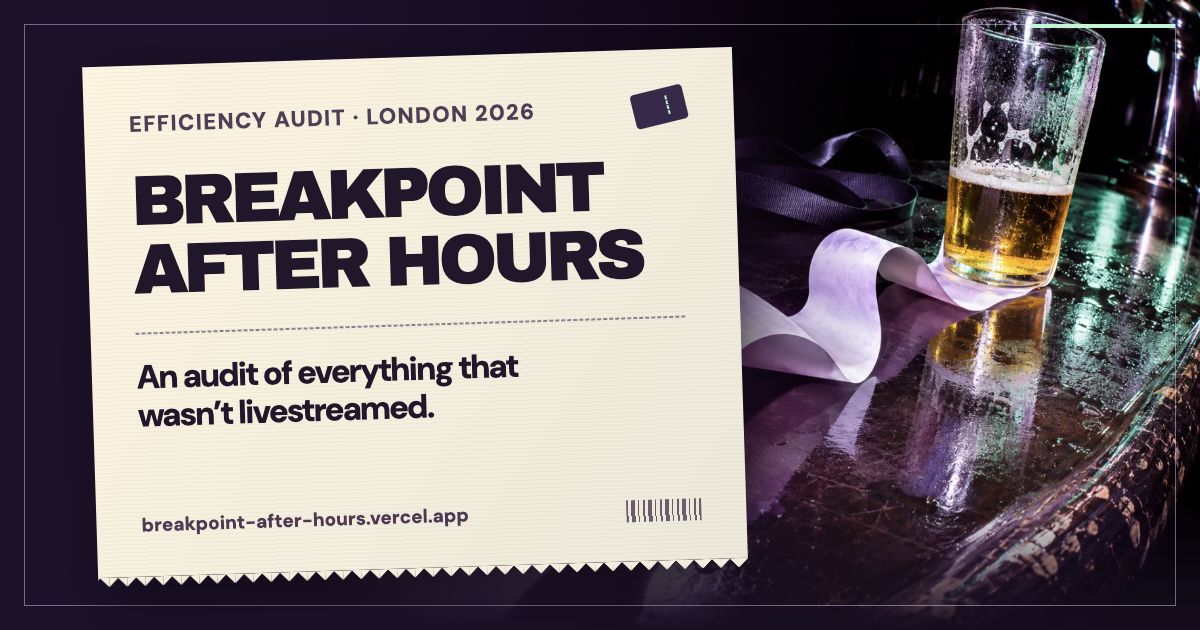 EFFICIENCY AUDIT · LONDON 2026
BREAKPOINT
AFTER HOURS
An audit of everything that
wasn’t livestreamed.
breakpoint-after-hours.vercel.app